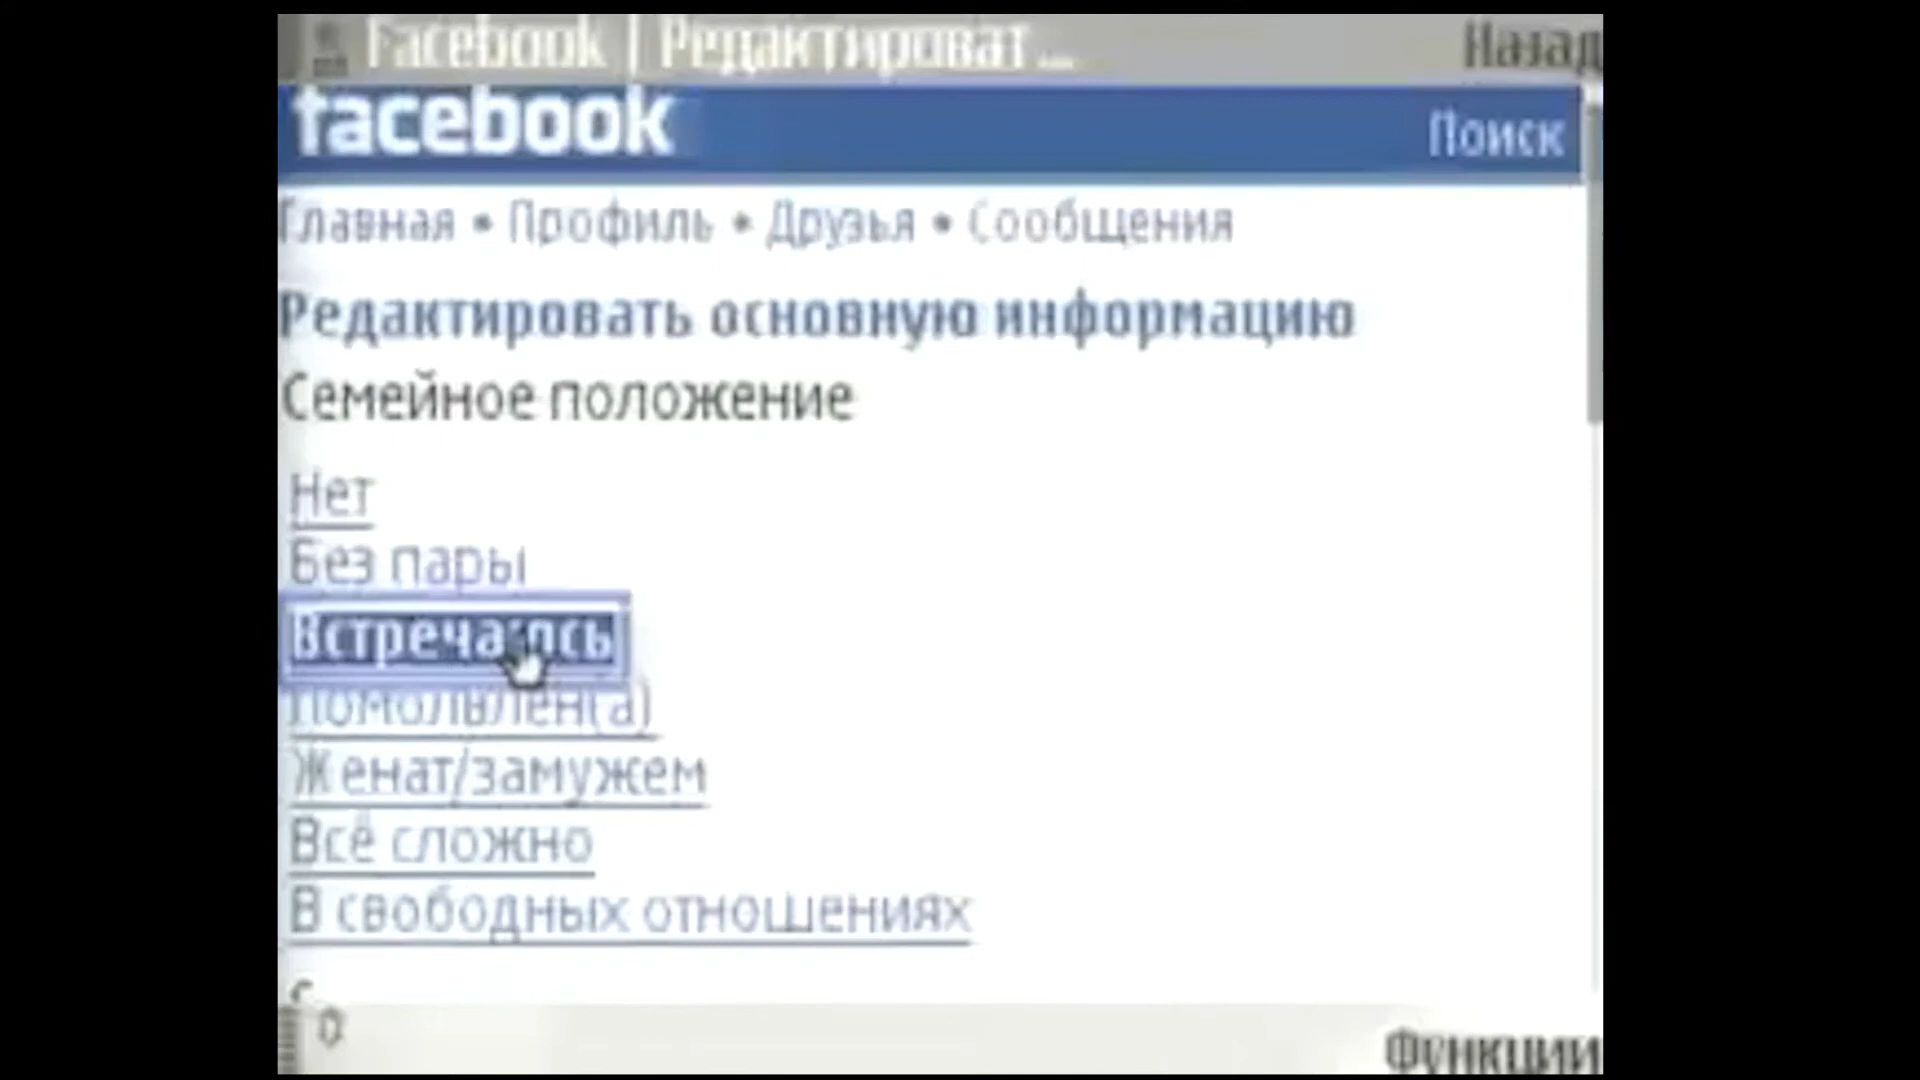 Facebook | Редактироват... Назад
facebook Поиск
Главная • Профиль • Друзья • Сообщения
Редактировать основную информацию
Семейное положение
Нет
Без пары
Встречаюсь
Помолвлен(а)
Женат/замужем
Всё сложно
В свободных отношениях
Функции